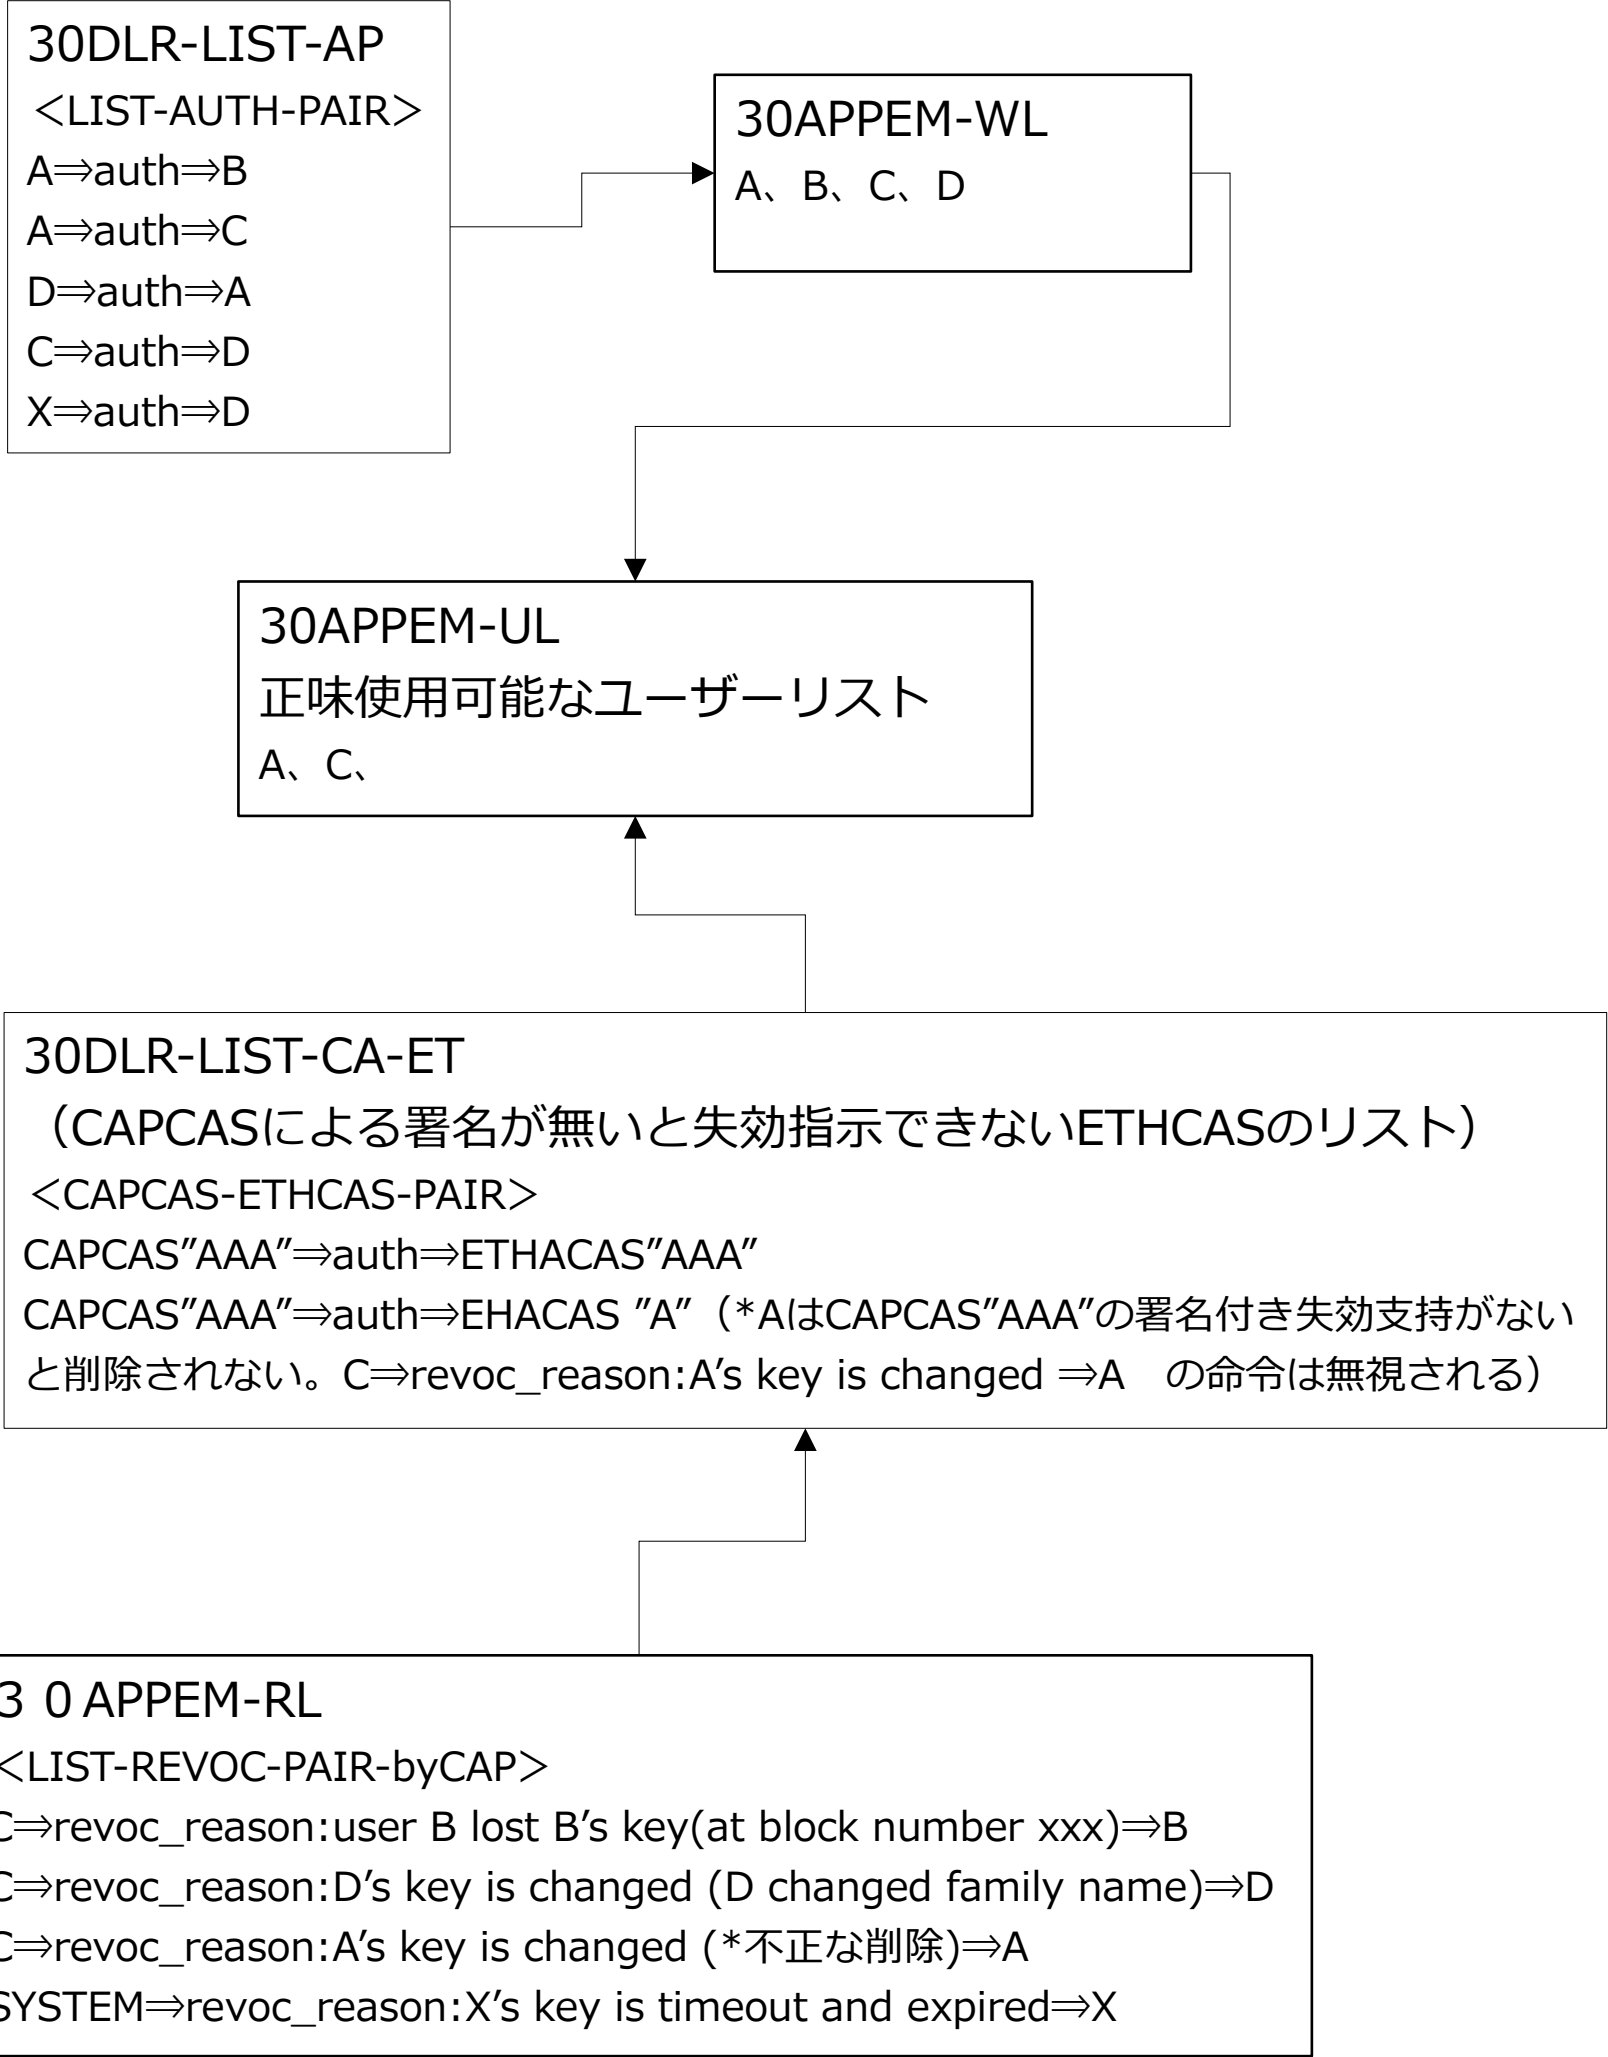 30DLR-LIST-AP
＜LIST-AUTH-PAIR＞
A⇒auth⇒B
A⇒auth⇒C
D⇒auth⇒A
C⇒auth⇒D
X⇒auth⇒D
30APPEM-WL
A、B、C、D
30APPEM-UL
正味使用可能なユーザーリスト
A、C、
30DLR-LIST-CA-ET
（CAPCASによる署名が無いと失効指示できないETHCASのリスト）
＜CAPCAS-ETHCAS-PAIR＞
CAPCAS”AAA”⇒auth⇒ETHACAS”AAA”
CAPCAS”AAA”⇒auth⇒EHACAS ”A”（*AはCAPCAS”AAA”の署名付き失効支持がない
と削除されない。C⇒revoc_reason:A’s key is changed ⇒A　の命令は無視される）
３０APPEM-RL
＜LIST-REVOC-PAIR-byCAP＞
C⇒revoc_reason:user B lost B’s key(at block number xxx)⇒B
C⇒revoc_reason:D’s key is changed (D changed family name)⇒D
C⇒revoc_reason:A’s key is changed (*不正な削除)⇒A
SYSTEM⇒revoc_reason:X’s key is timeout and expired⇒X